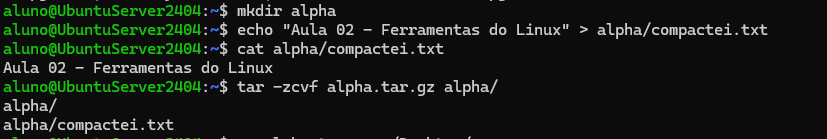 aluno@UbuntuServer2404:~$ mkdir alpha
aluno@UbuntuServer2404:~$ echo "Aula 02 - Ferramentas do Linux" > alpha/compactei.txt
aluno@UbuntuServer2404:~$ cat alpha/compactei.txt
Aula 02 - Ferramentas do Linux
aluno@UbuntuServer2404:~$ tar -zcvf alpha.tar.gz alpha/
alpha/
alpha/compactei.txt